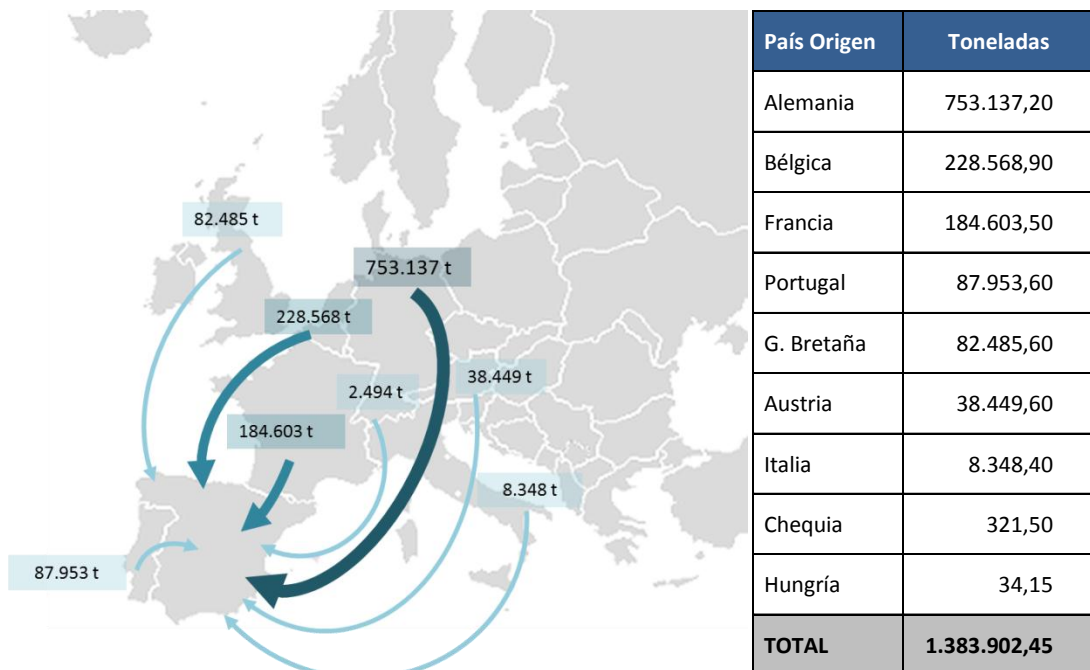 82.485 t
753.137 t
228.568 t
2.494 t
38.449 t
184.603 t
8.348 t
87.953 t
País Origen Toneladas
Alemania 753.137,20
Bélgica 228.568,90
Francia 184.603,50
Portugal 87.953,60
G. Bretaña 82.485,60
Austria 38.449,60
Italia 8.348,40
Chequia 321,50
Hungría 34,15
TOTAL 1.383.902,45